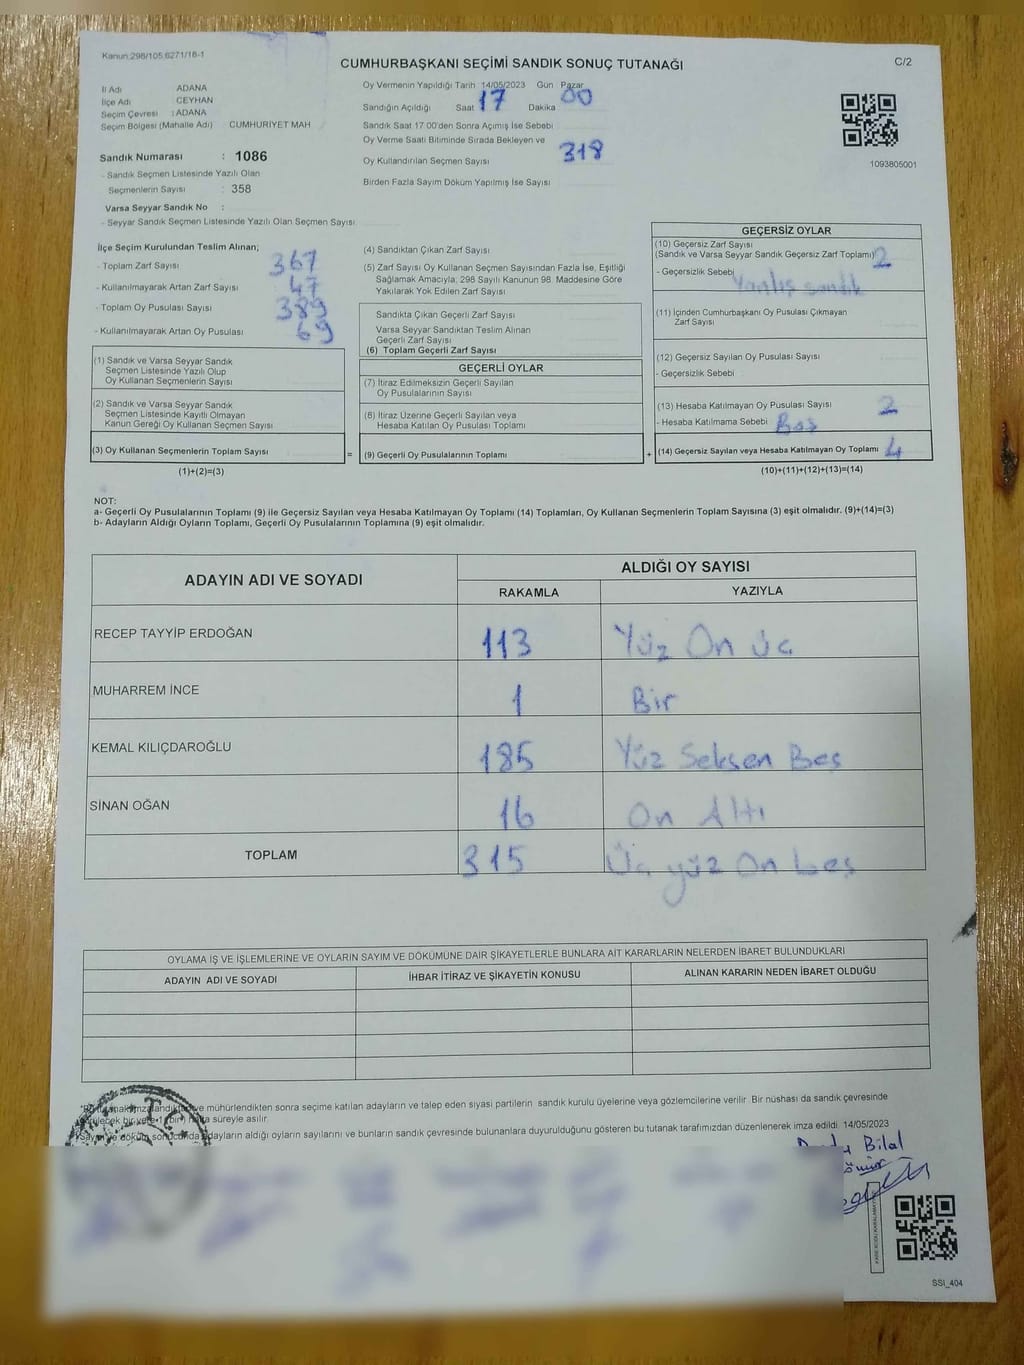 Kanun:298/105,6271/18-1
CUMHURBAŞKANI SEÇİMİ SANDIK SONUÇ TUTANAĞI
C/2
İl Adı ADANA
İlçe Adı CEYHAN
Seçim Çevresi : ADANA
Seçim Bölgesi (Mahalle Adı) CUMHURİYET MAH
Sandık Numarası : 1086
- Sandık Seçmen Listesinde Yazılı Olan
Seçmenlerin Sayısı : 358
Varsa Seyyar Sandık No :
- Seyyar Sandık Seçmen Listesinde Yazılı Olan Seçmen Sayısı
Oy Vermenin Yapıldığı Tarih 14/05/2023 Gün Pazar
Sandığın Açıldığı Saat 17 Dakika 00
Sandık Saat 17:00'den Sonra Açımış İse Sebebi
Oy Verme Saati Bitiminde Sırada Bekleyen ve
Oy Kullandırılan Seçmen Sayısı 318
Birden Fazla Sayım Döküm Yapılmış İse Sayısı
1093805001
İlçe Seçim Kurulundan Teslim Alınan;
- Toplam Zarf Sayısı 367
- Kullanılmayarak Artan Zarf Sayısı 47
- Toplam Oy Pusulası Sayısı 389
- Kullanılmayarak Artan Oy Pusulası 69
(1) Sandık ve Varsa Seyyar Sandık
Seçmen Listesinde Yazılı Olup
Oy Kullanan Seçmenlerin Sayısı
(2) Sandık ve Varsa Seyyar Sandık
Seçmen Listesinde Kayıtlı Olmayan
Kanun Gereği Oy Kullanan Seçmen Sayısı
(3) Oy Kullanan Seçmenlerin Toplam Sayısı
(1)+(2)=(3)
=
(4) Sandıktan Çıkan Zarf Sayısı
(5) Zarf Sayısı Oy Kullanan Seçmen Sayısından Fazla İse, Eşitliği
Sağlamak Amacıyla; 298 Sayılı Kanunun 98. Maddesine Göre
Yakılarak Yok Edilen Zarf Sayısı
Sandıkta Çıkan Geçerli Zarf Sayısı
Varsa Seyyar Sandıktan Teslim Alınan
Geçerli Zarf Sayısı
(6) Toplam Geçerli Zarf Sayısı
GEÇERLİ OYLAR
(7) İtiraz Edilmeksizin Geçerli Sayılan
Oy Pusulalarının Sayısı
(8) İtiraz Üzerine Geçerli Sayılan veya
Hesaba Katılan Oy Pusulası Toplamı
(9) Geçerli Oy Pusulalarının Toplamı
+
GEÇERSİZ OYLAR
(10) Geçersiz Zarf Sayısı
(Sandık ve Varsa Seyyar Sandık Geçersiz Zarf Toplamı) 2
- Geçersizlik Sebebi Yanlış sandık
(11) İçinden Cumhurbaşkanı Oy Pusulası Çıkmayan
Zarf Sayısı
(12) Geçersiz Sayılan Oy Pusulası Sayısı
- Geçersizlik Sebebi
(13) Hesaba Katılmayan Oy Pusulası Sayısı 2
- Hesaba Katılmama Sebebi Boş
(14) Geçersiz Sayılan veya Hesaba Katılmayan Oy Toplamı 4
(10)+(11)+(12)+(13)=(14)
NOT:
a- Geçerli Oy Pusulalarının Toplamı (9) ile Geçersiz Sayılan veya Hesaba Katılmayan Oy Toplamı (14) Toplamları, Oy Kullanan Seçmenlerin Toplam Sayısına (3) eşit olmalıdır. (9)+(14)=(3)
b- Adayların Aldığı Oyların Toplamı, Geçerli Oy Pusulalarının Toplamına (9) eşit olmalıdır.
ADAYIN ADI VE SOYADI
ALDIĞI OY SAYISI
RAKAMLA YAZIYLA
RECEP TAYYİP ERDOĞAN 113 Yüz On Üç
MUHARREM İNCE 1 Bir
KEMAL KILIÇDAROĞLU 185 Yüz Seksen Beş
SİNAN OĞAN 16 On Altı
TOPLAM 315 Üç yüz On beş
OYLAMA İŞ VE İŞLEMLERİNE VE OYLARIN SAYIM VE DÖKÜMÜNE DAİR ŞİKAYETLERLE BUNLARA AİT KARARLARIN NELERDEN İBARET BULUNDUKLARI
ADAYIN ADI VE SOYADI İHBAR İTİRAZ VE ŞİKAYETİN KONUSU ALINAN KARARIN NEDEN İBARET OLDUĞU
mühürlendikten sonra seçime katılan adayların ve talep eden siyasi partilerin sandık kurulu üyelerine veya gözlemcilerine verilir. Bir nüshası da sandık çevresinde
süreyle asılır.
adayların aldığı oyların sayılarını ve bunların sandık çevresinde bulunanlara duyurulduğunu gösteren bu tutanak tarafımızdan düzenlenerek imza edildi. 14/05/2023
Bilal
SSİ_404